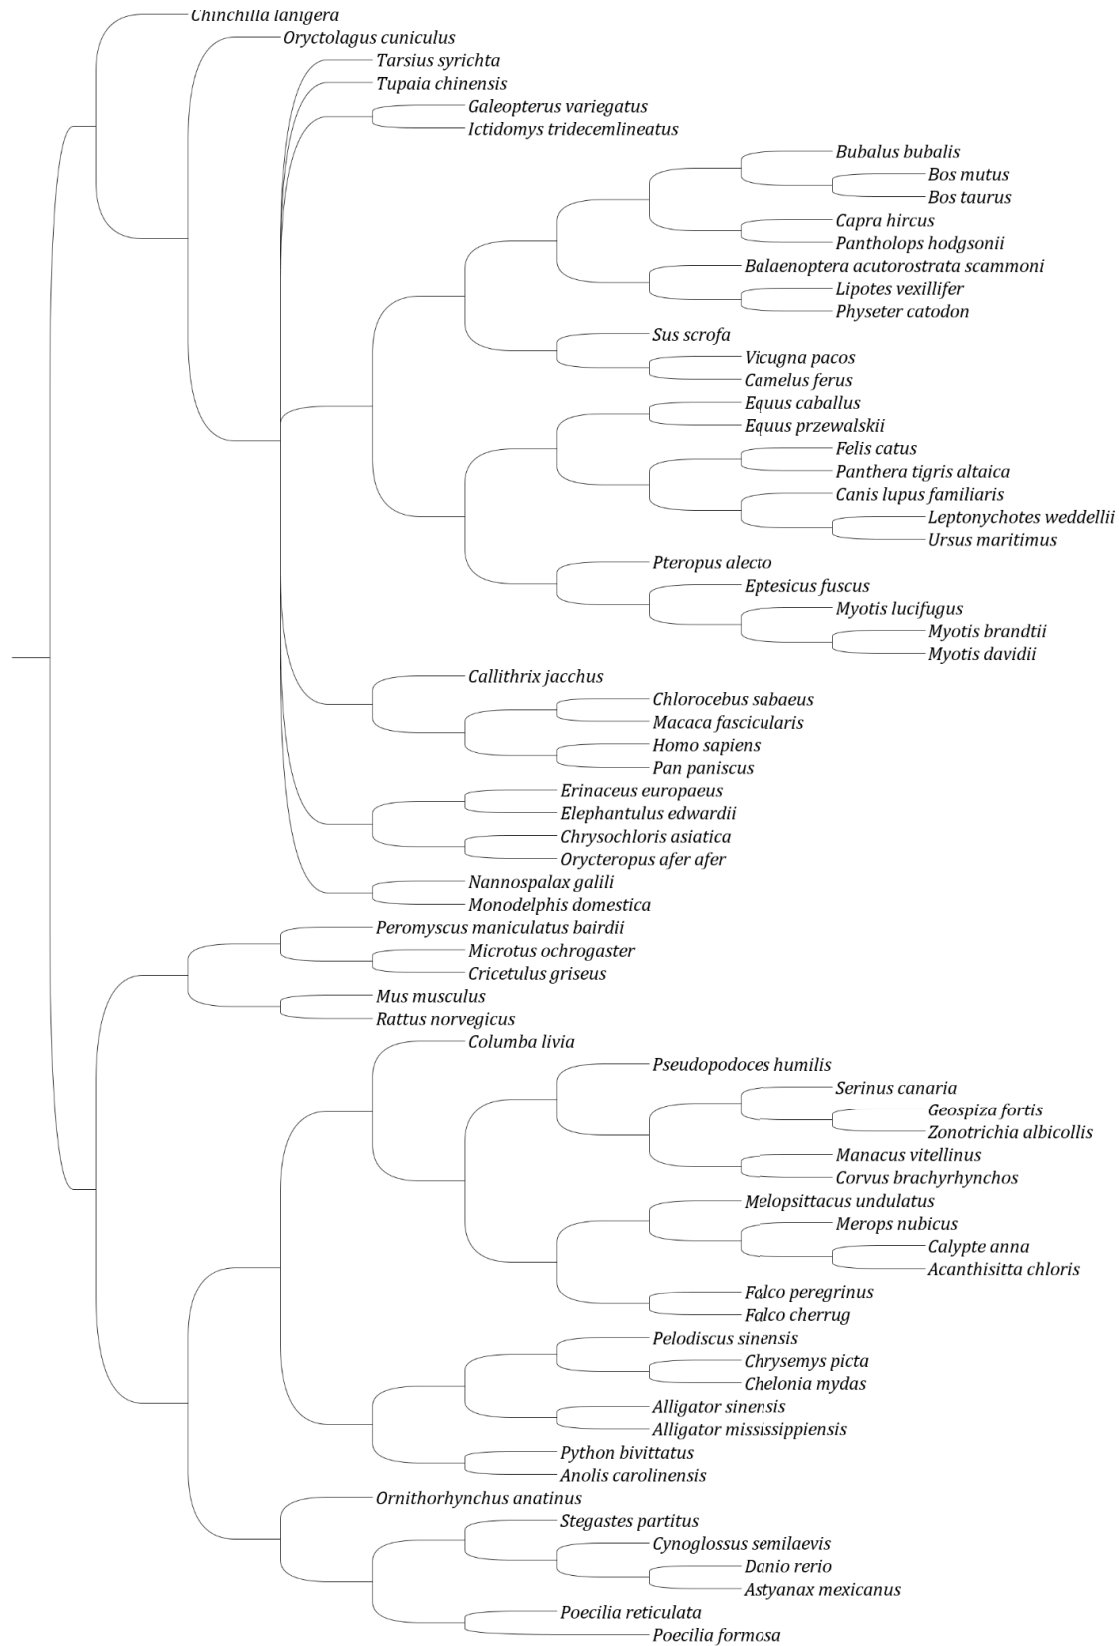 Chinchilla lanigera
Oryctolagus cuniculus
Tarsius syrichta
Tupaia chinensis
Galeopterus variegatus
Ictidomys tridecemlineatus
Bubalus bubalis
Bos mutus
Bos taurus
Capra hircus
Pantholops hodgsonii
Balaenoptera acutorostrata scammoni
Lipotes vexillifer
Physeter catodon
Sus scrofa
Vicugna pacos
Camelus ferus
Equus caballus
Equus przewalskii
Felis catus
Panthera tigris altaica
Canis lupus familiaris
Leptonychotes weddellii
Ursus maritimus
Pteropus alecto
Eptesicus fuscus
Myotis lucifugus
Myotis brandtii
Myotis davidii
Callithrix jacchus
Chlorocebus sabaeus
Macaca fascicularis
Homo sapiens
Pan paniscus
Erinaceus europaeus
Elephantulus edwardii
Chrysochloris asiatica
Orycteropus afer afer
Nannospalax galili
Monodelphis domestica
Peromyscus maniculatus bairdii
Microtus ochrogaster
Cricetulus griseus
Mus musculus
Rattus norvegicus
Columba livia
Pseudopodoces humilis
Serinus canaria
Geospiza fortis
Zonotrichia albicollis
Manacus vitellinus
Corvus brachyrhynchos
Melopsittacus undulatus
Merops nubicus
Calypte anna
Acanthisitta chloris
Falco peregrinus
Falco cherrug
Pelodiscus sinensis
Chrysemys picta
Chelonia mydas
Alligator sinensis
Alligator mississippiensis
Python bivittatus
Anolis carolinensis
Ornithorhynchus anatinus
Stegastes partitus
Cynoglossus semilaevis
Danio rerio
Astyanax mexicanus
Poecilia reticulata
Poecilia formosa